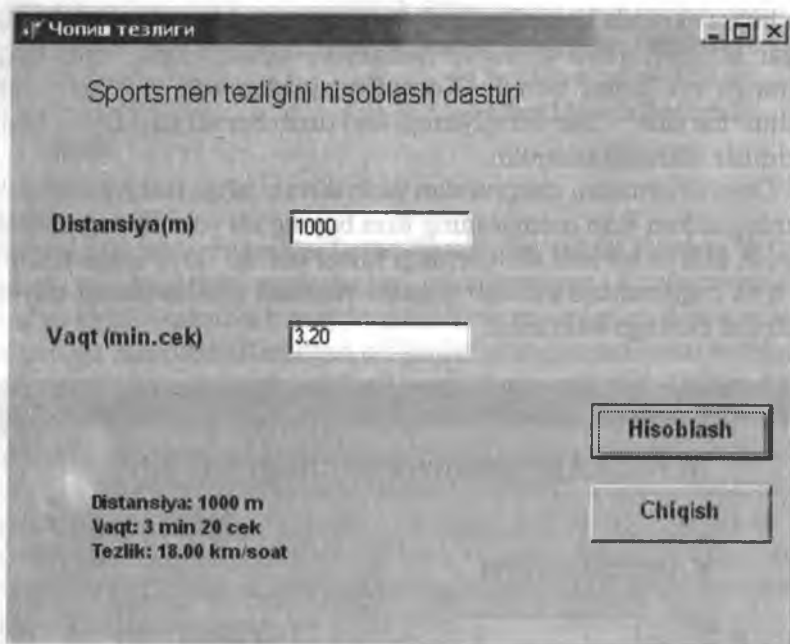 Чопиш тезлиги
Sportsmen tezligini hisoblash dasturi
Distansiya(m)
1000
Vaqt (min.cek)
3.20
Hisoblash
Chiqish
Distansiya: 1000 m
Vaqt: 3 min 20 cek
Tezlik: 18.00 km/soat